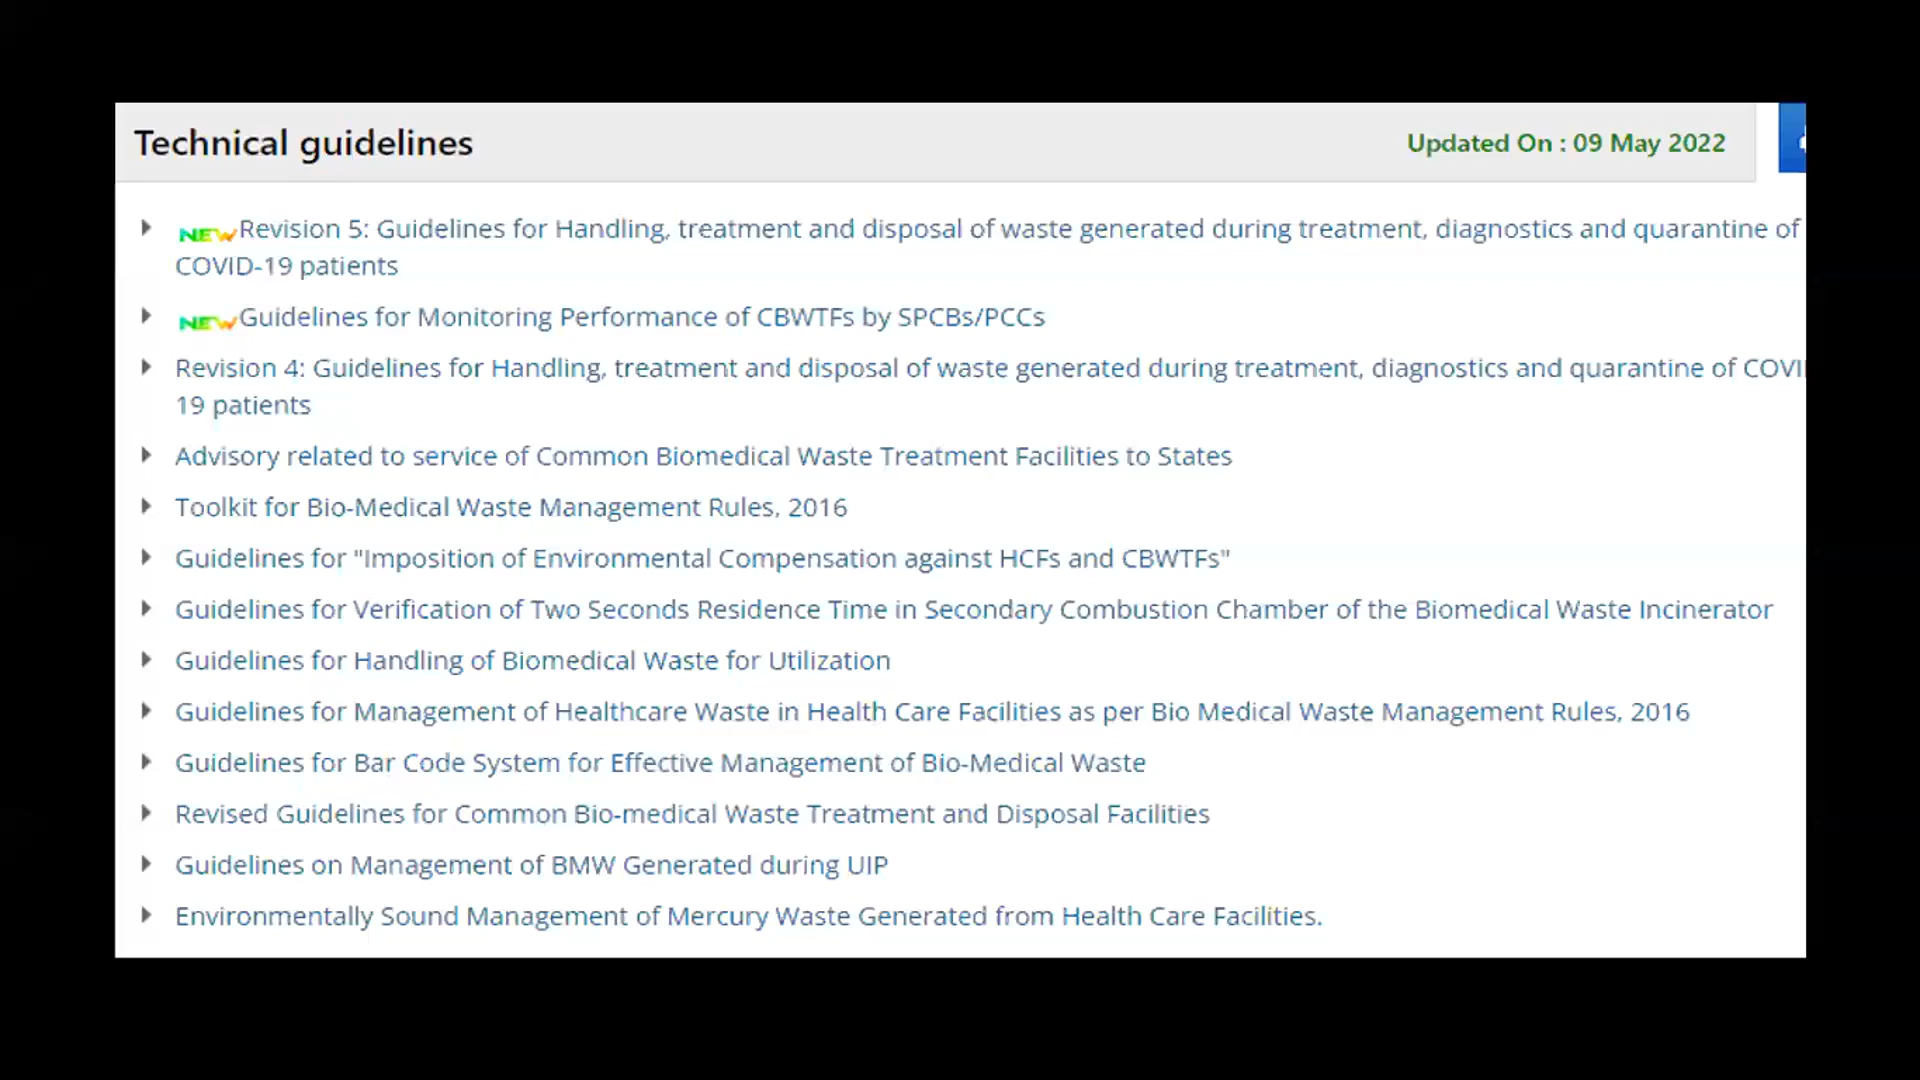 Technical guidelines
Updated On : 09 May 2022
NEW Revision 5: Guidelines for Handling, treatment and disposal of waste generated during treatment, diagnostics and quarantine of
COVID-19 patients
NEW Guidelines for Monitoring Performance of CBWTFs by SPCBs/PCCs
Revision 4: Guidelines for Handling, treatment and disposal of waste generated during treatment, diagnostics and quarantine of COVI
19 patients
Advisory related to service of Common Biomedical Waste Treatment Facilities to States
Toolkit for Bio-Medical Waste Management Rules, 2016
Guidelines for "Imposition of Environmental Compensation against HCFs and CBWTFs"
Guidelines for Verification of Two Seconds Residence Time in Secondary Combustion Chamber of the Biomedical Waste Incinerator
Guidelines for Handling of Biomedical Waste for Utilization
Guidelines for Management of Healthcare Waste in Health Care Facilities as per Bio Medical Waste Management Rules, 2016
Guidelines for Bar Code System for Effective Management of Bio-Medical Waste
Revised Guidelines for Common Bio-medical Waste Treatment and Disposal Facilities
Guidelines on Management of BMW Generated during UIP
Environmentally Sound Management of Mercury Waste Generated from Health Care Facilities.